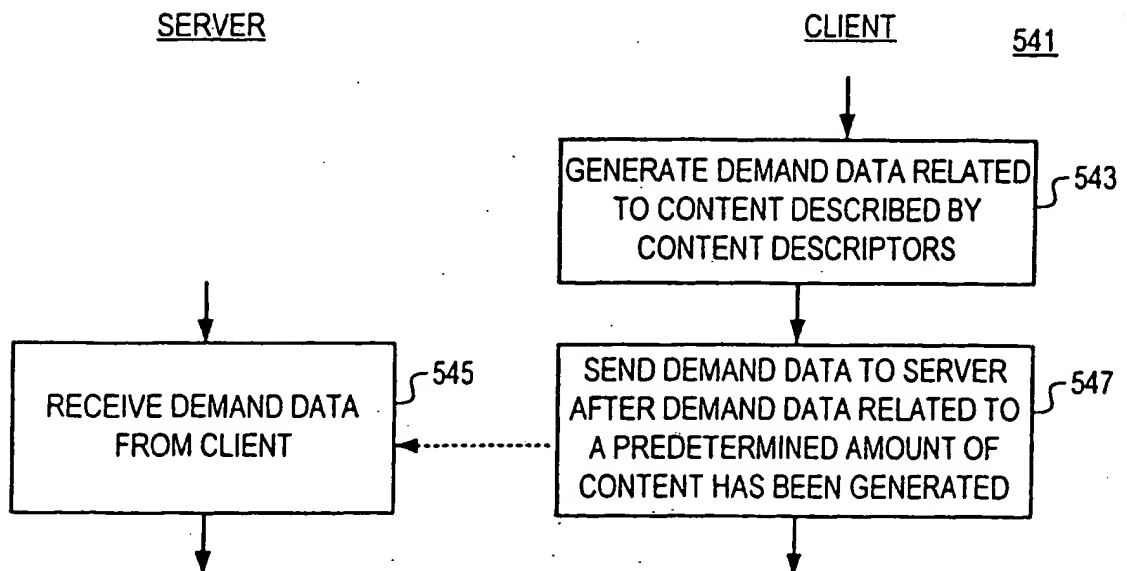 SERVER
CLIENT
541
GENERATE DEMAND DATA RELATED
TO CONTENT DESCRIBED BY
CONTENT DESCRIPTORS
543
RECEIVE DEMAND DATA
FROM CLIENT
545
SEND DEMAND DATA TO SERVER
AFTER DEMAND DATA RELATED TO
A PREDETERMINED AMOUNT OF
CONTENT HAS BEEN GENERATED
547